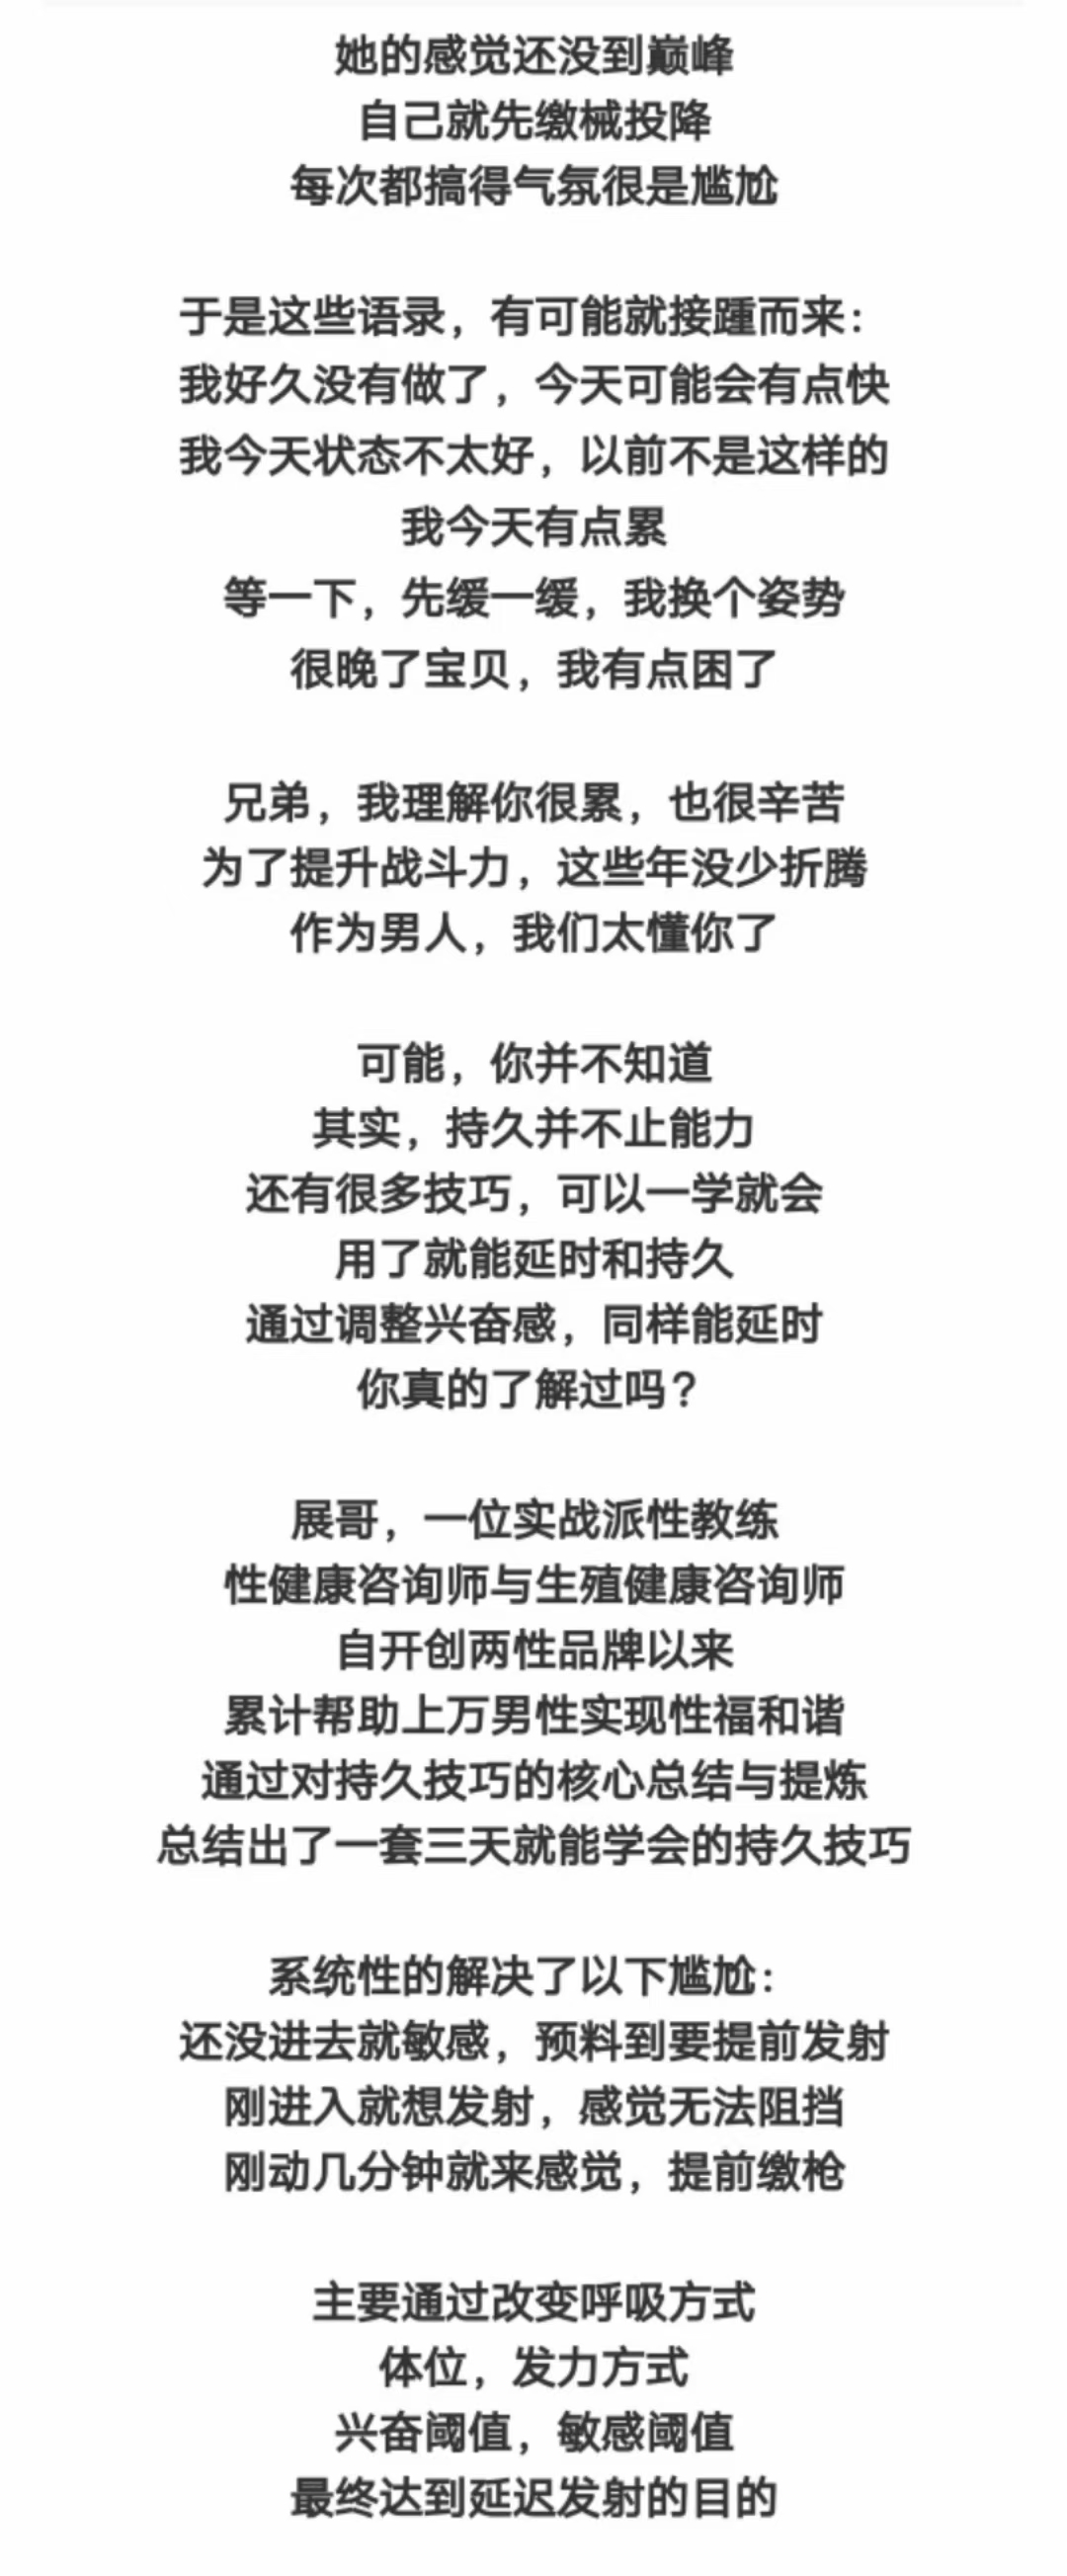 她的感觉还没到巅峰
自己就先缴械投降
每次都搞得气氛很是尴尬
于是这些语录，有可能就接踵而来：
我好久没有做了，今天可能会有点快
我今天状态不太好，以前不是这样的
我今天有点累
等一下，先缓一缓，我换个姿势
很晚了宝贝，我有点困了
兄弟，我理解你很累，也很辛苦
为了提升战斗力，这些年没少折腾
作为男人，我们太懂你了
可能，你并不知道
其实，持久并不止能力
还有很多技巧，可以一学就会
用了就能延时和持久
通过调整兴奋感，同样能延时
你真的了解过吗？
展哥，一位实战派性教练
性健康咨询师与生殖健康咨询师
自开创两性品牌以来
累计帮助上万男性实现性福和谐
通过对持久技巧的核心总结与提炼
总结出了一套三天就能学会的持久技巧
系统性的解决了以下尴尬：
还没进去就敏感，预料到要提前发射
刚进入就想发射，感觉无法阻挡
刚动几分钟就来感觉，提前缴枪
主要通过改变呼吸方式
体位，发力方式
兴奋阈值，敏感阈值
最终达到延迟发射的目的